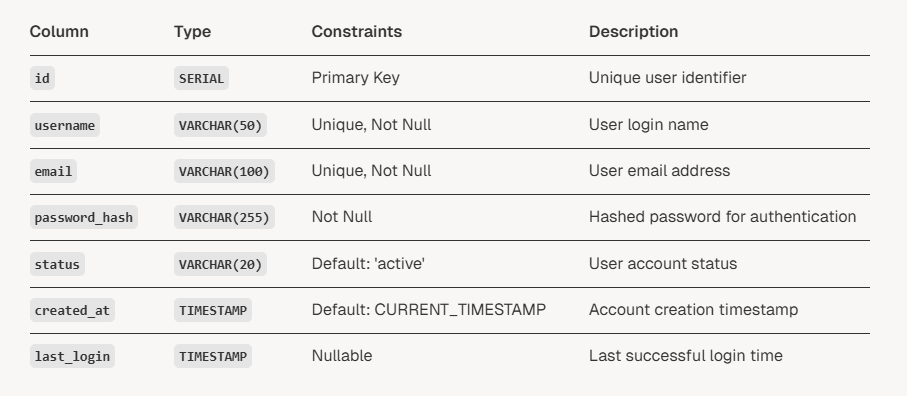 Column Type Constraints Description
id SERIAL Primary Key Unique user identifier
username VARCHAR(50) Unique, Not Null User login name
email VARCHAR(100) Unique, Not Null User email address
password_hash VARCHAR(255) Not Null Hashed password for authentication
status VARCHAR(20) Default: 'active' User account status
created_at TIMESTAMP Default: CURRENT_TIMESTAMP Account creation timestamp
last_login TIMESTAMP Nullable Last successful login time